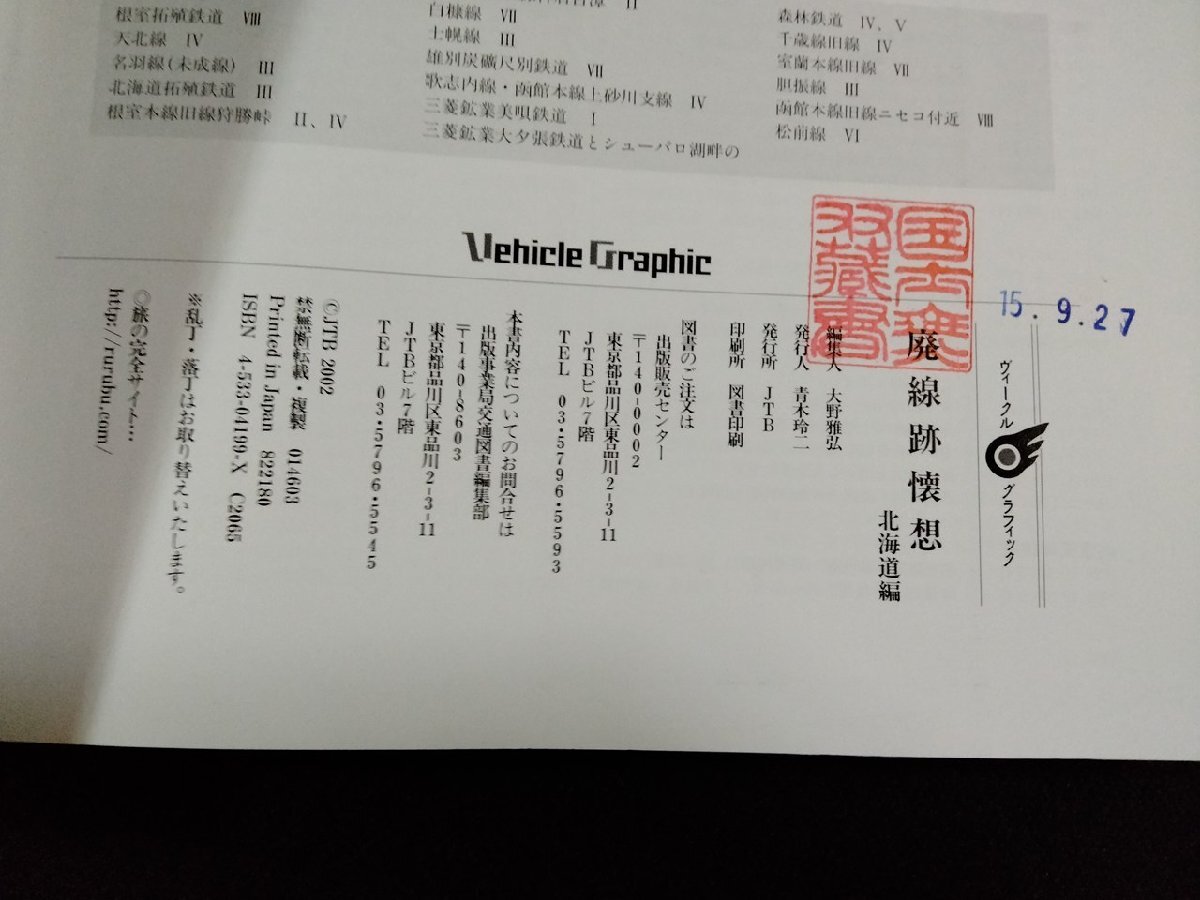 根室拓殖鉄道 VIII
天北線 IV
名羽線(未成線) III
北海道拓殖鉄道 III
根室本線旧線狩勝峠 II、IV
白糠線 VII
士幌線 III
雄別炭礦尺別鉄道 VII
歌志内線・函館本線上砂川支線 IV
三菱鉱業美唄鉄道 I
三菱鉱業大夕張鉄道とシューパロ湖畔の
森林鉄道 IV、V
千歳線旧線 IV
室蘭本線旧線 VII
胆振線 III
函館本線旧線ニセコ付近 VIII
松前線 VI
Vehicle Graphic
15.9.27
ヴィークル グラフィック
廃線跡懐想
北海道編
編集人 大野雅弘
発行人 青木玲二
発行所 JTB
印刷所 図書印刷
図書のご注文は
出版販売センター
〒140-0002
東京都品川区東品川2-3-11
JTBビル7階
TEL 03・5796・5593
本書内容についてのお問合せは
出版事業局交通図書編集部
〒140-8603
東京都品川区東品川2-3-11
JTBビル7階
TEL 03・5796・5545
©JTB 2002
禁無断転載・複製 014603
Printed in Japan 822180
ISBN 4-533-04199-X C2065
※乱丁・落丁はお取り替えいたします。
◎旅の完全サイト…
http://rurubu.com/